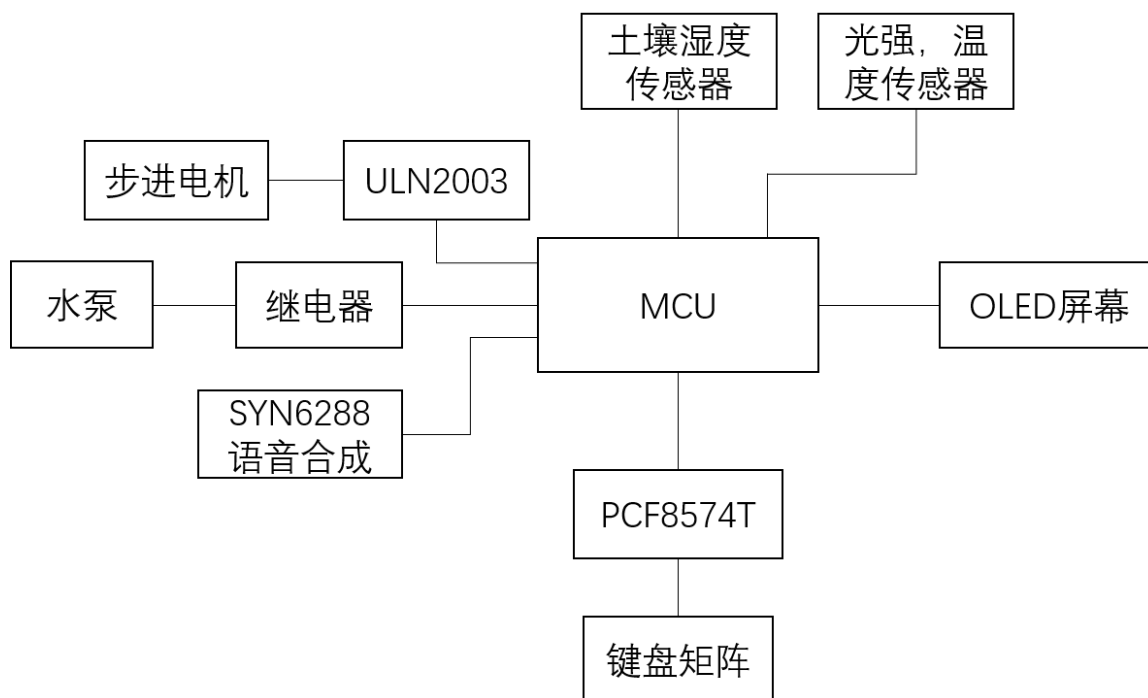 土壤湿度
传感器
光强，温
度传感器
步进电机
ULN2003
水泵
继电器
MCU
OLED屏幕
SYN6288
语音合成
PCF8574T
键盘矩阵